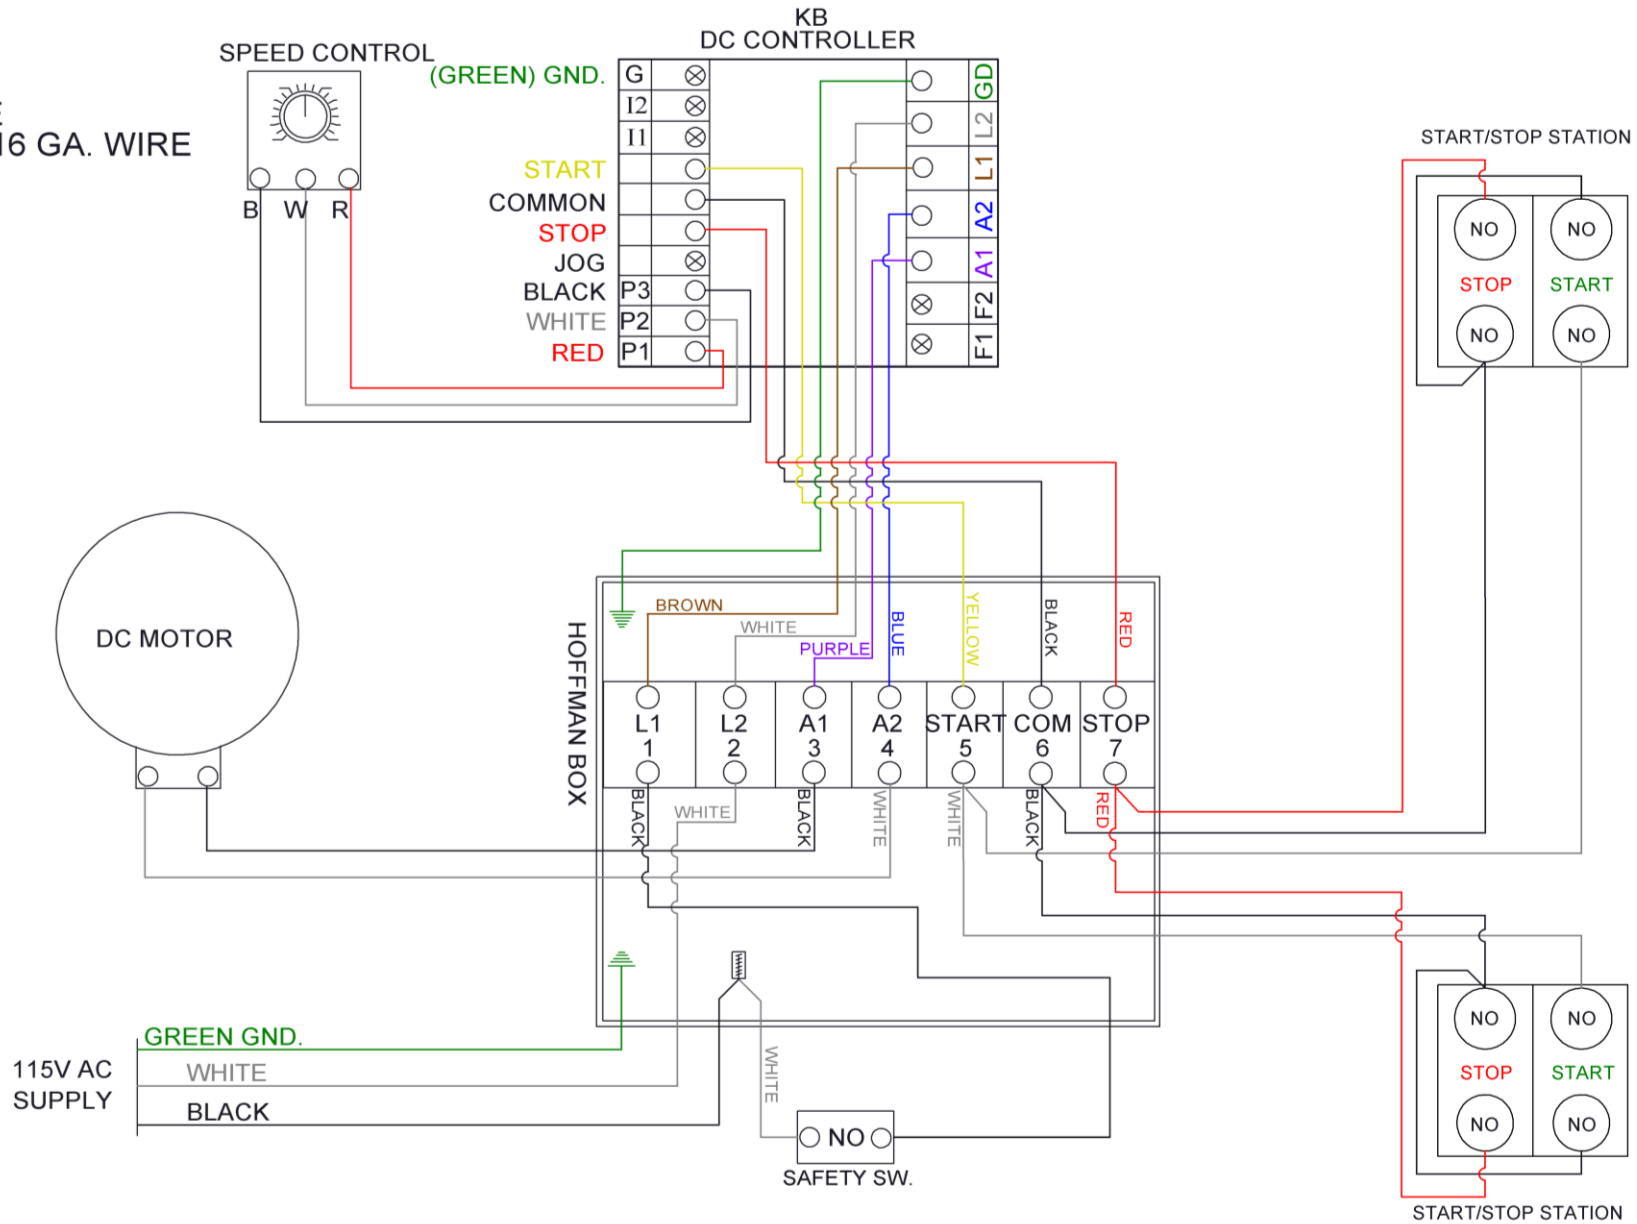 KB
DC CONTROLLER
SPEED CONTROL
16 GA. WIRE
B W R
(GREEN) GND.
START
COMMON
STOP
JOG
BLACK
WHITE
RED
G
I2
I1
P3
P2
P1
GD
L2
L1
A2
A1
F2
F1
START/STOP STATION
NO NO
STOP START
NO NO
DC MOTOR
HOFFMAN BOX
BROWN
WHITE
PURPLE
BLUE
YELLOW
BLACK
RED
L1 L2 A1 A2 START COM STOP
1 2 3 4 5 6 7
BLACK
WHITE
BLACK
WHITE
WHITE
BLACK
RED
115V AC
SUPPLY
GREEN GND.
WHITE
BLACK
WHITE
NO
SAFETY SW.
NO NO
STOP START
NO NO
START/STOP STATION